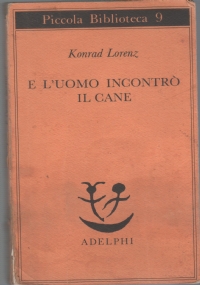 Piccola Biblioteca 9
Konrad Lorenz
E L'UOMO INCONTRÒ
IL CANE
ADELPHI